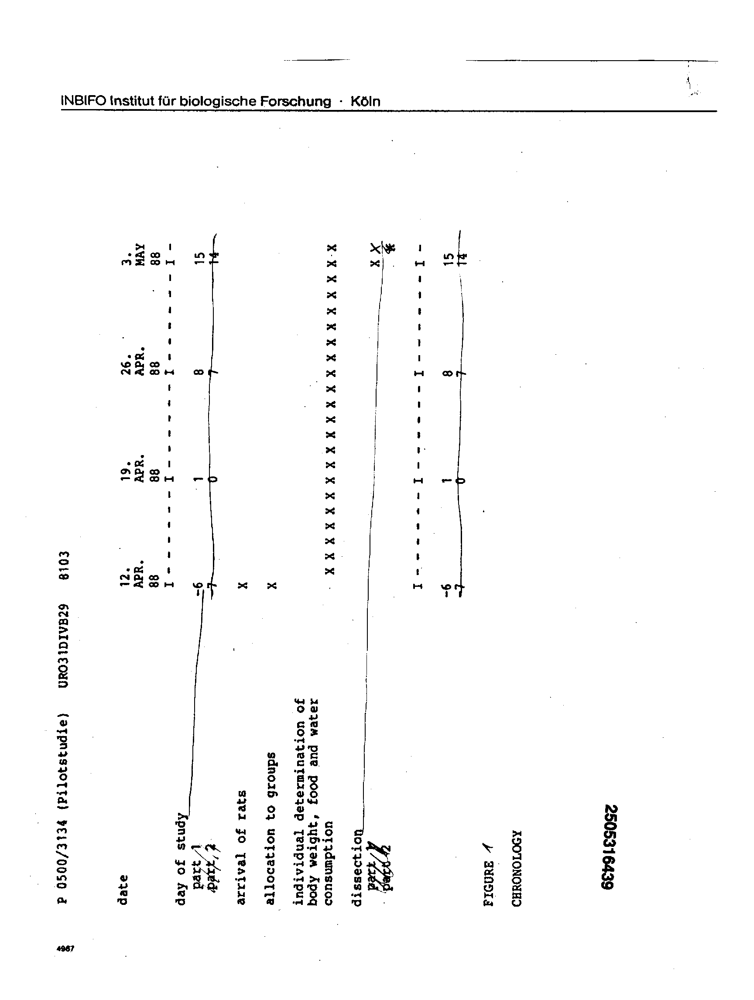 INBIFO Institut für biologische Forschung · Köln
P 0500/3134 (Pilotstudie) URO31DIVB29 8103
date 12. 19. 26. 3.
APR. APR. APR. MAY
88 88 88 88
I - - - - - - I - - - - - - I - - - - - - I -
day of study
part 1 -6 1 8 15
part 2 -7 0 7 14
arrival of rats X
allocation to groups X
individual determination of
body weight, food and water
consumption X X X X X X X X X X X X X X X X X X X X X X
dissection
part 1 X X
part 2
I - - - - - - I - - - - - - I - - - - - - I -
-6 1 8 15
-7 0 7 14
FIGURE 1
CHRONOLOGY
2505316439
4967